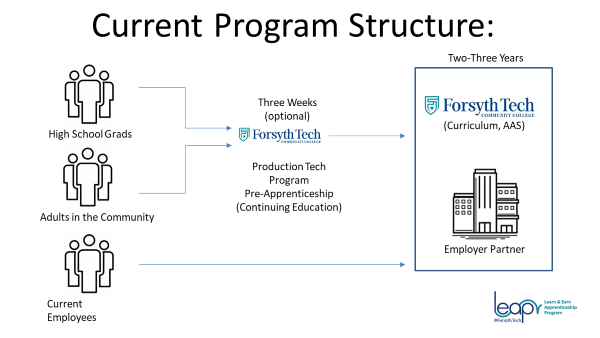 Current Program Structure:
Two-Three Years
High School Grads
Three Weeks
(optional)
Forsyth Tech
COMMUNITY COLLEGE
Production Tech
Program
Pre-Apprenticeship
(Continuing Education)
Forsyth Tech
COMMUNITY COLLEGE
(Curriculum, AAS)
Adults in the Community
Employer Partner
Current
Employees
leap
@ForsythTech
Learn & Earn
Apprenticeship
Program